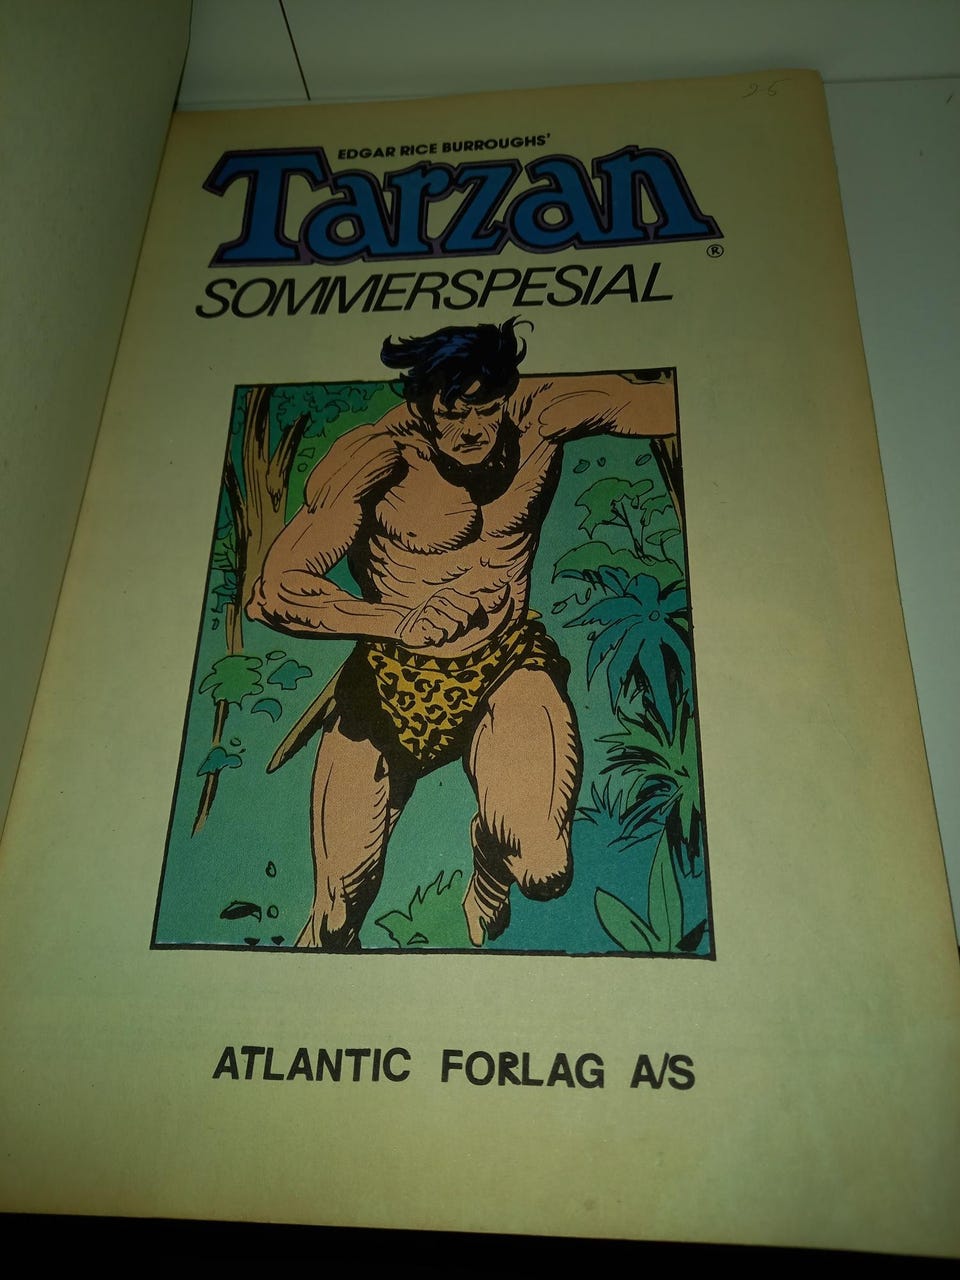 EDGAR RICE BURROUGHS'
Tarzan®
SOMMERSPESIAL
ATLANTIC FORLAG A/S